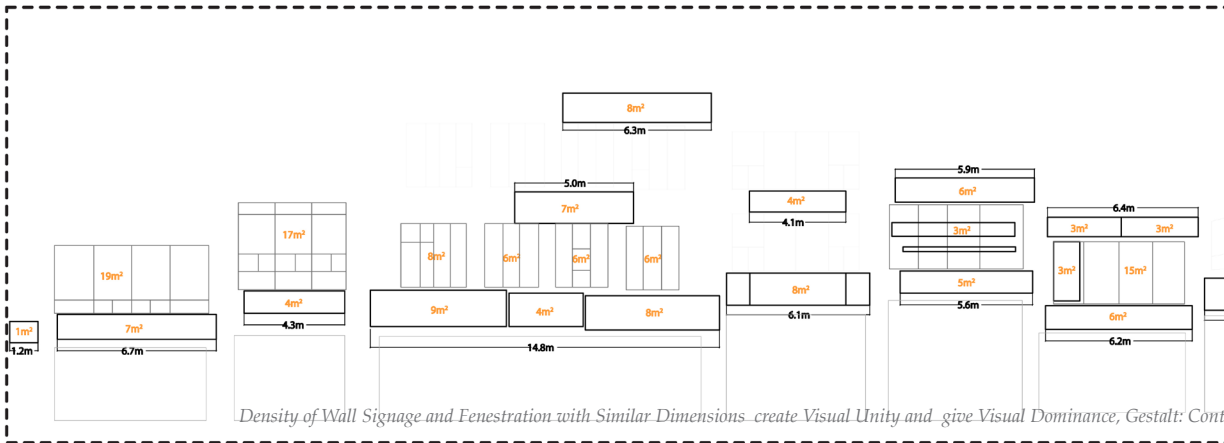 8m²
6.3m
5.0m
7m²
5.9m
6m²
4m²
4.1m
6.4m
3m²
3m²
3m²
17m²
8m²
6m²
6m²
6m²
19m²
3m²
15m²
4m²
4.3m
9m²
4m²
8m²
8m²
6.1m
5m²
5.6m
6m²
6.2m
1m²
1.2m
7m²
6.7m
14.8m
Density of Wall Signage and Fenestration with Similar Dimensions create Visual Unity and give Visual Dominance, Gestalt: Cont